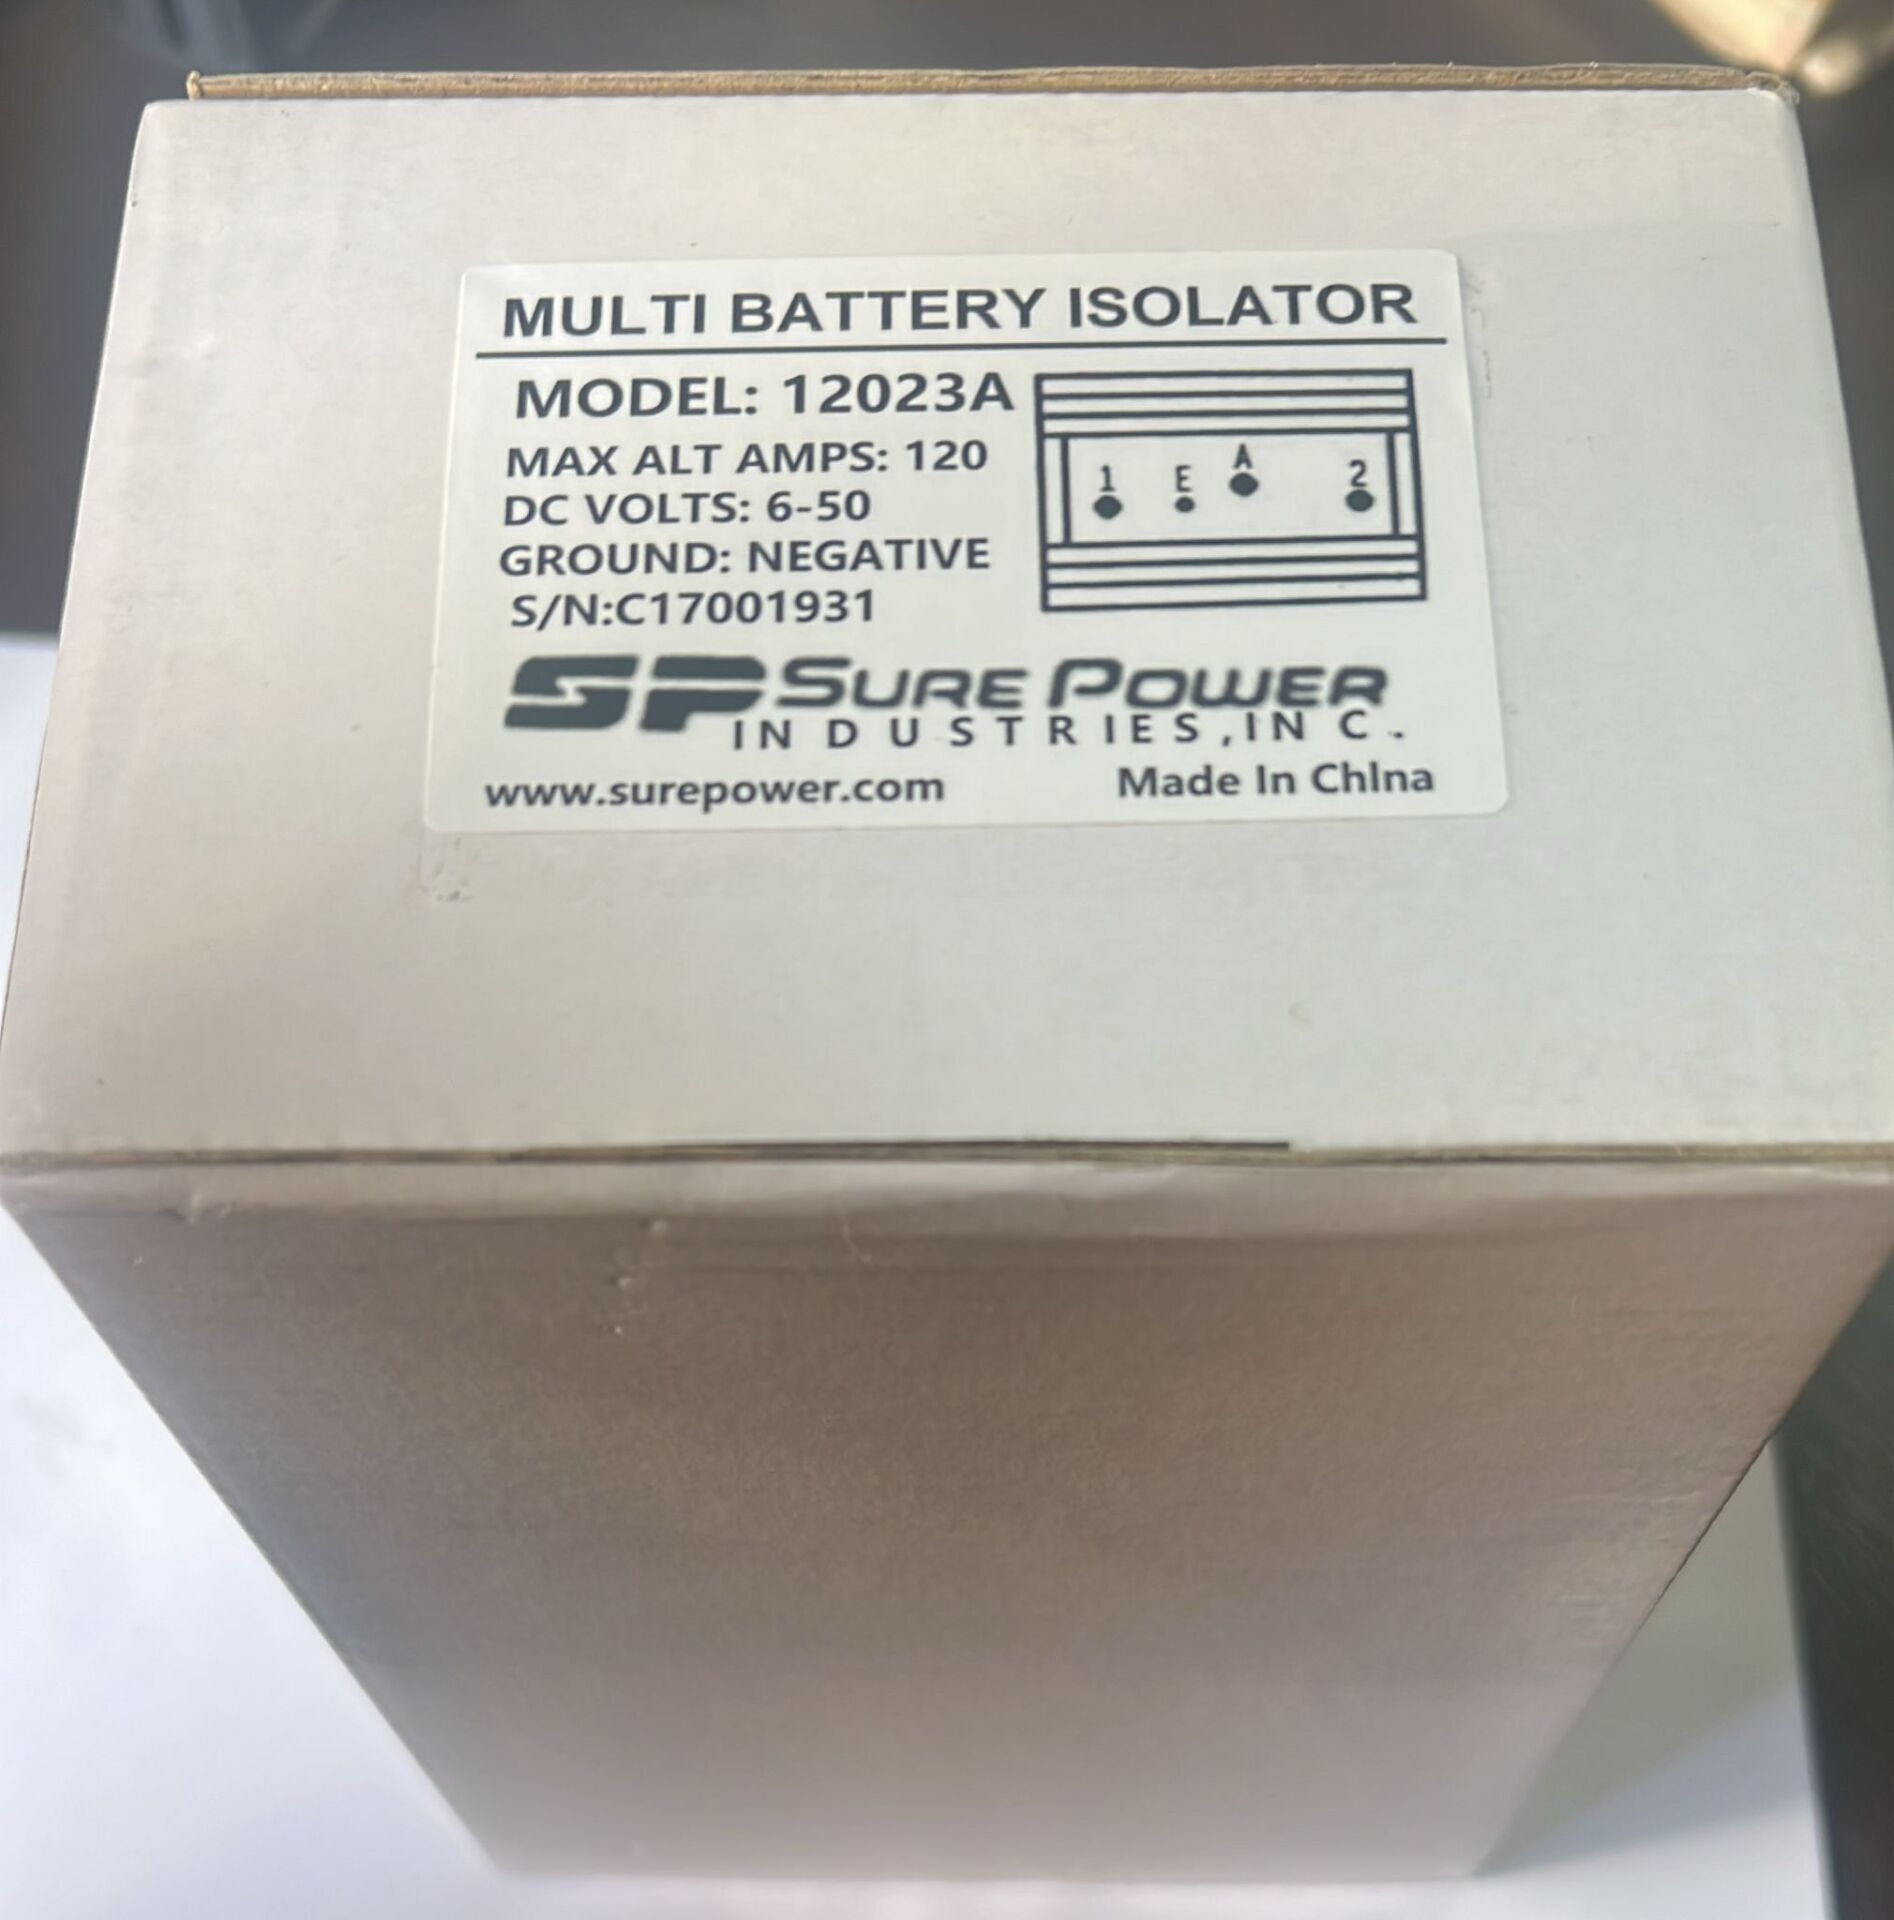 MULTI BATTERY ISOLATOR
MODEL: 12023A
MAX ALT AMPS: 120
DC VOLTS: 6-50
GROUND: NEGATIVE
S/N:C17001931
1 E A 2
SP SURE POWER
INDUSTRIES,INC.
www.surepower.com Made In ChIna